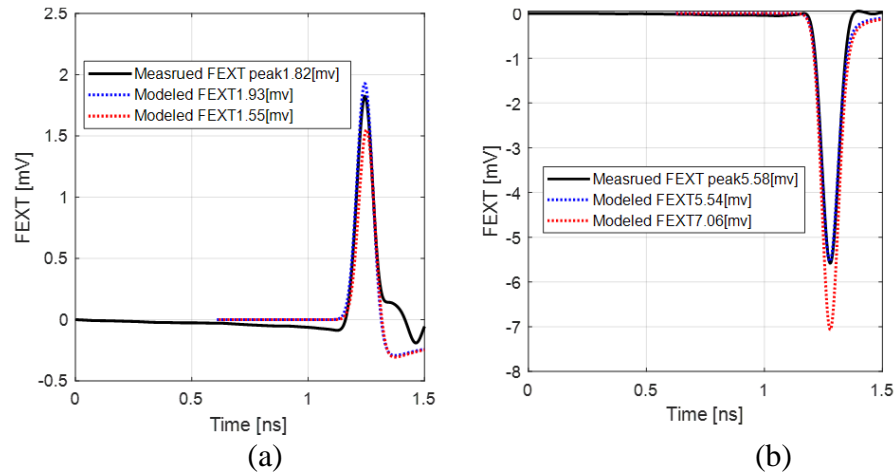 2.5
2
1.5
1
0.5
0
-0.5
FEXT [mV]
Measrued FEXT peak1.82[mv]
Modeled FEXT1.93[mv]
Modeled FEXT1.55[mv]
0
0.5
1
1.5
Time [ns]
(a)
0
-1
-2
-3
-4
-5
-6
-7
-8
FEXT [mV]
Measrued FEXT peak5.58[mv]
Modeled FEXT5.54[mv]
Modeled FEXT7.06[mv]
0
0.5
1
1.5
Time [ns]
(b)